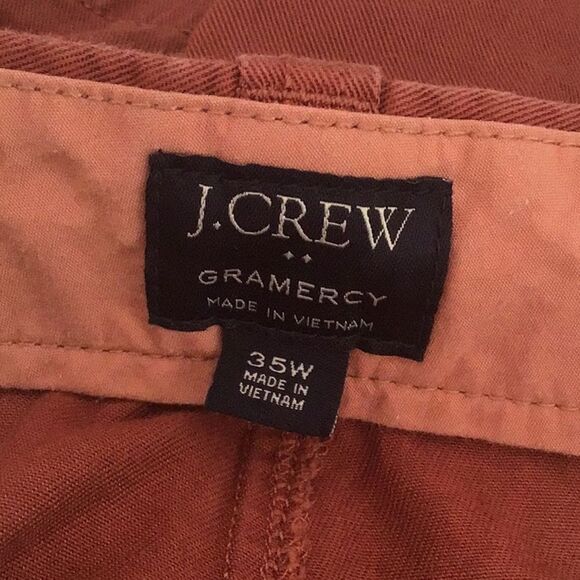 J.CREW
GRAMERCY
MADE IN VIETNAM
35W
MADE IN
VIETNAM